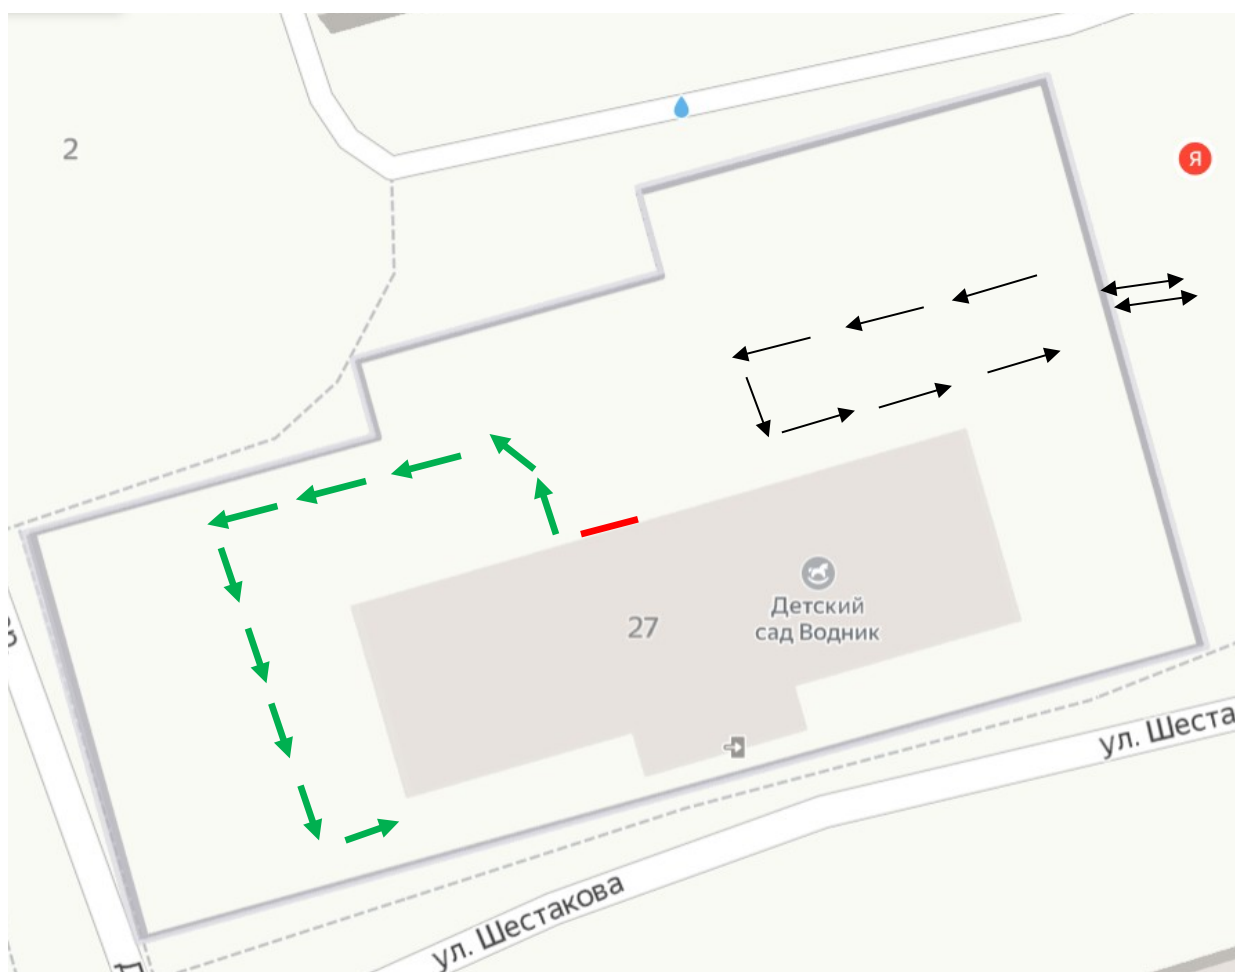 2
Я
Детский
сад Водник
27
ул. Шеста
ул. Шестакова